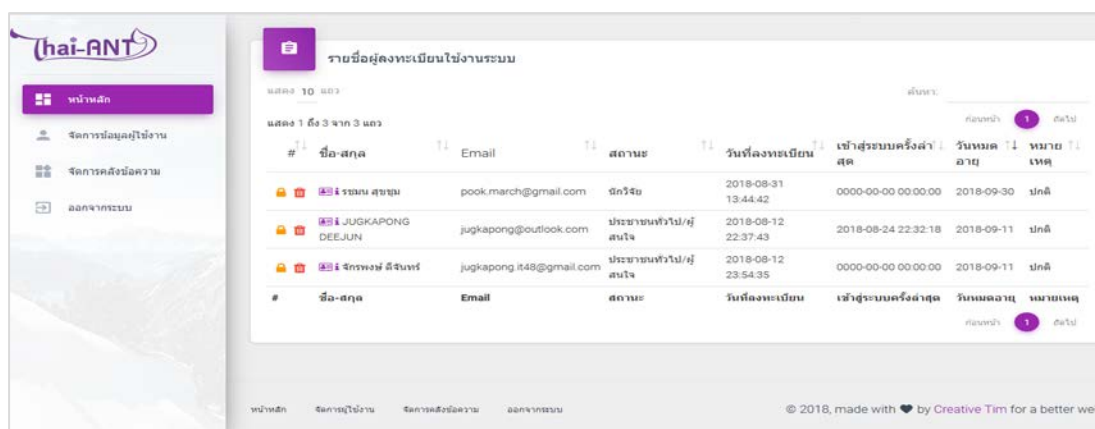 Thai-ANT
หน้าหลัก
จัดการข้อมูลผู้ใช้งาน
จัดการคลังข้อความ
ออกจากระบบ
รายชื่อผู้ลงทะเบียนใช้งานระบบ
แสดง 10 แถว
ค้นหา:
แสดง 1 ถึง 3 จาก 3 แถว
ก่อนหน้า 1 ถัดไป
# ชื่อ-สกุล Email สถานะ วันที่ลงทะเบียน เข้าสู่ระบบครั้งล่าสุด วันหมดอายุ หมายเหตุ
รชมน สุขชุม pook.march@gmail.com นักวิจัย 2018-08-31 13:44:42 0000-00-00 00:00:00 2018-09-30 ปกติ
JUGKAPONG DEEJUN jugkapong@outlook.com ประชาชนทั่วไป/ผู้สนใจ 2018-08-12 22:37:43 2018-08-24 22:32:18 2018-09-11 ปกติ
จักรพงษ์ ดีจันทร์ jugkapong.it48@gmail.com ประชาชนทั่วไป/ผู้สนใจ 2018-08-12 23:54:35 0000-00-00 00:00:00 2018-09-11 ปกติ
# ชื่อ-สกุล Email สถานะ วันที่ลงทะเบียน เข้าสู่ระบบครั้งล่าสุด วันหมดอายุ หมายเหตุ
ก่อนหน้า 1 ถัดไป
หน้าหลัก จัดการผู้ใช้งาน จัดการคลังข้อความ ออกจากระบบ
© 2018, made with ♥ by Creative Tim for a better we